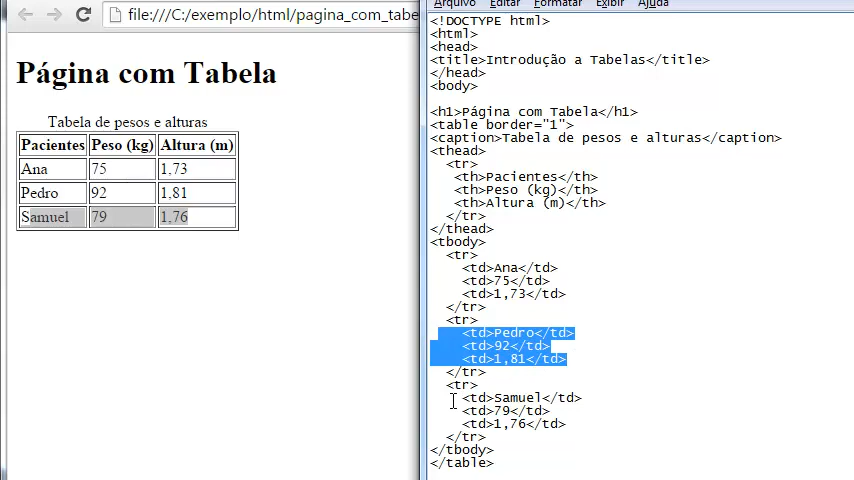 file:///C:/exemplo/html/pagina_com_tabe
Página com Tabela
Tabela de pesos e alturas
Pacientes Peso (kg) Altura (m)
Ana 75 1,73
Pedro 92 1,81
Samuel 79 1,76
Arquivo Editar Formatar Exibir Ajuda
<!DOCTYPE html>
<html>
<head>
<title>Introdução a Tabelas</title>
</head>
<body>
<h1>Página com Tabela</h1>
<table border="1">
<caption>Tabela de pesos e alturas</caption>
<thead>
<tr>
<th>Pacientes</th>
<th>Peso (kg)</th>
<th>Altura (m)</th>
</tr>
</thead>
<tbody>
<tr>
<td>Ana</td>
<td>75</td>
<td>1,73</td>
</tr>
<tr>
<td>Pedro</td>
<td>92</td>
<td>1,81</td>
</tr>
<tr>
<td>Samuel</td>
<td>79</td>
<td>1,76</td>
</tr>
</tbody>
</table>